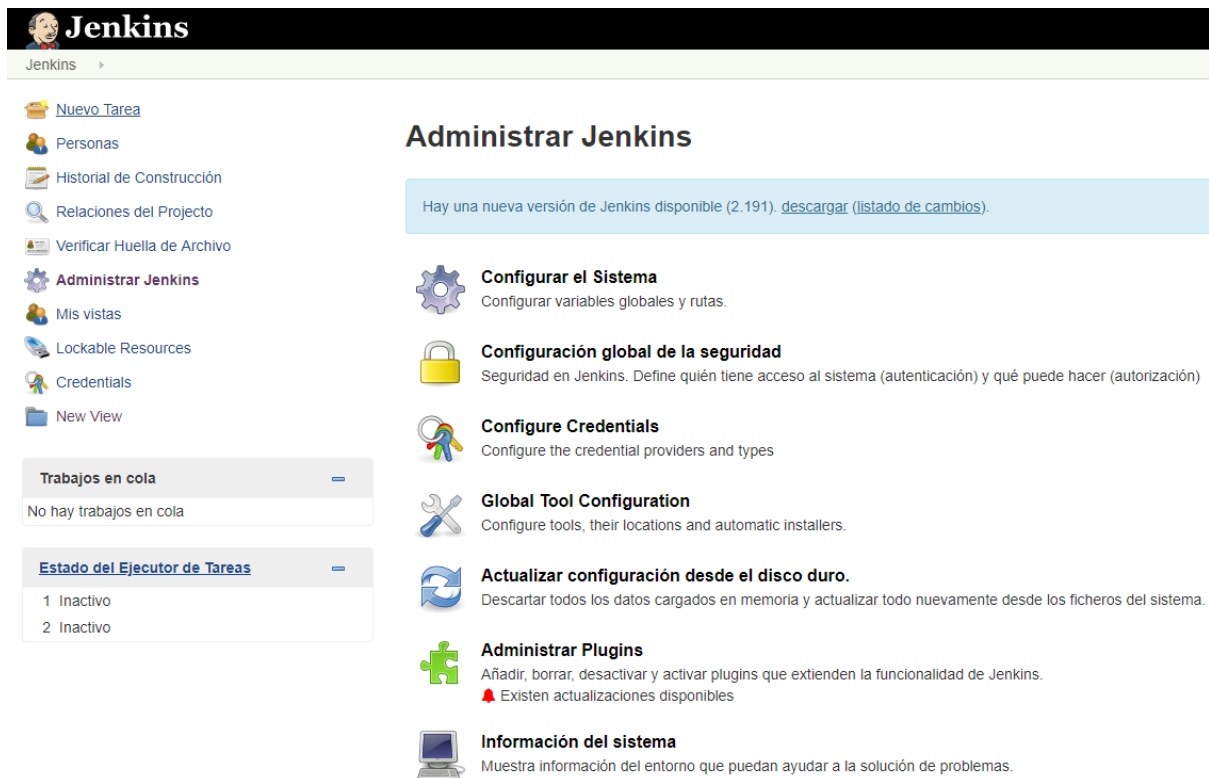 Jenkins
Jenkins
Nuevo Tarea
Personas
Historial de Construcción
Relaciones del Projecto
Verificar Huella de Archivo
Administrar Jenkins
Mis vistas
Lockable Resources
Credentials
New View
Trabajos en cola
No hay trabajos en cola
Estado del Ejecutor de Tareas
1 Inactivo
2 Inactivo
Administrar Jenkins
Hay una nueva versión de Jenkins disponible (2.191). descargar (listado de cambios).
Configurar el Sistema
Configurar variables globales y rutas.
Configuración global de la seguridad
Seguridad en Jenkins. Define quién tiene acceso al sistema (autenticación) y qué puede hacer (autorización)
Configure Credentials
Configure the credential providers and types
Global Tool Configuration
Configure tools, their locations and automatic installers.
Actualizar configuración desde el disco duro.
Descartar todos los datos cargados en memoria y actualizar todo nuevamente desde los ficheros del sistema.
Administrar Plugins
Añadir, borrar, desactivar y activar plugins que extienden la funcionalidad de Jenkins.
Existen actualizaciones disponibles
Información del sistema
Muestra información del entorno que puedan ayudar a la solución de problemas.